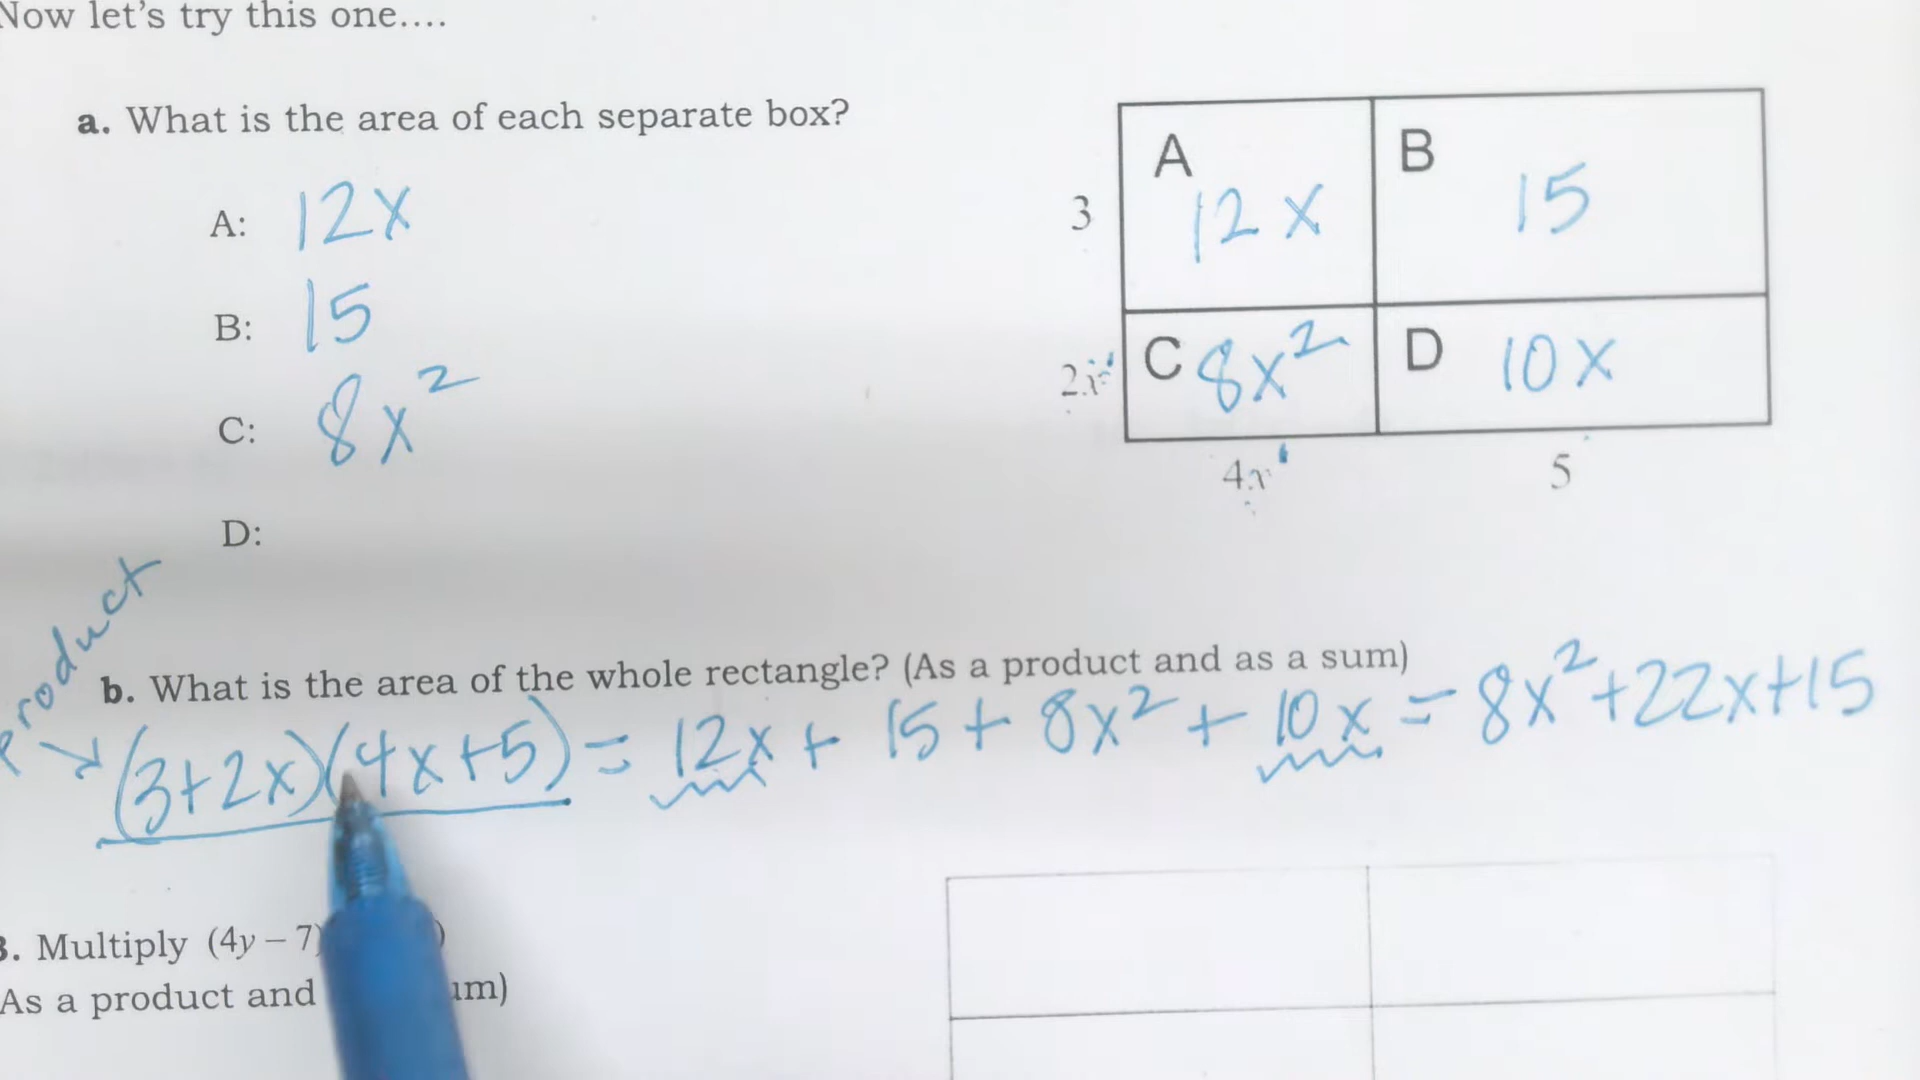 Now let's try this one....
a. What is the area of each separate box?
A: 12x
B: 15
C: 8x²
D:
A
12x
B
15
3
C 8x²
D 10x
2x
4x
5
Product
b. What is the area of the whole rectangle? (As a product and as a sum)
(3+2x)(4x+5) = 12x + 15 + 8x² + 10x = 8x²+22x+15
3. Multiply (4y – 7) )
As a product and um)